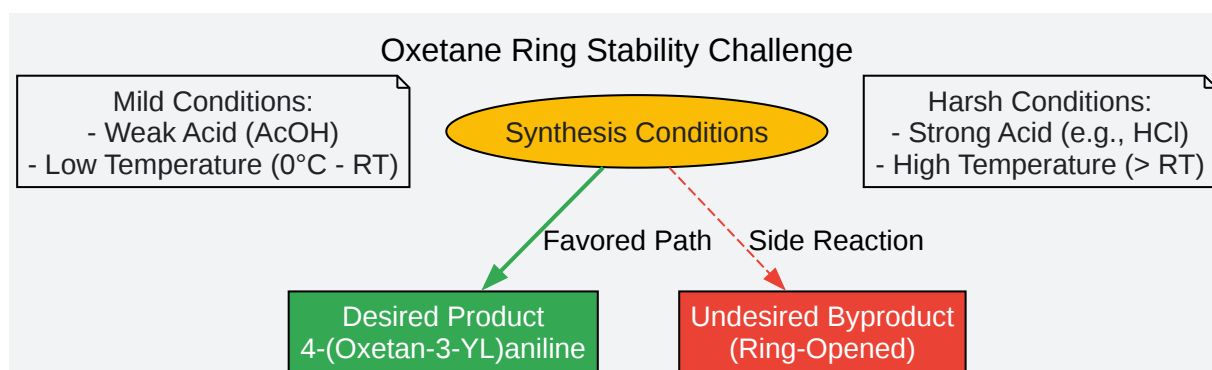 Oxetane Ring Stability Challenge
Mild Conditions:
- Weak Acid (AcOH)
- Low Temperature (0°C - RT)
Synthesis Conditions
Harsh Conditions:
- Strong Acid (e.g., HCl)
- High Temperature (> RT)
Favored Path
Side Reaction
Desired Product
4-(Oxetan-3-YL)aniline
Undesired Byproduct
(Ring-Opened)